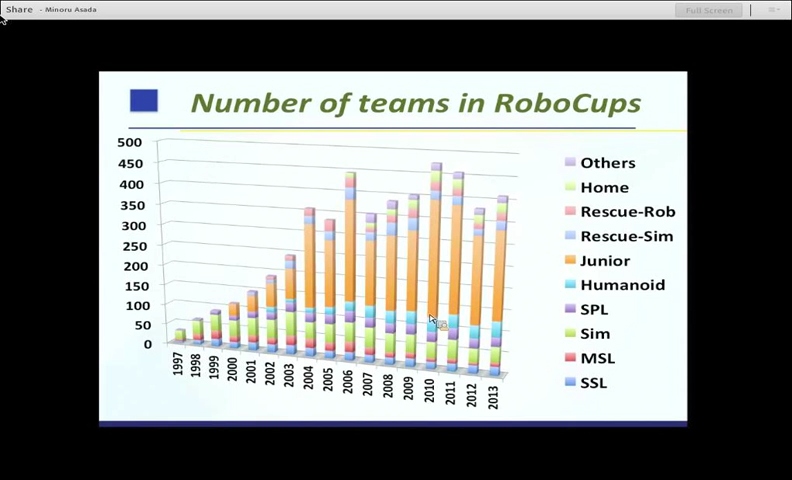 Share - Minoru Asada
Full Screen
Number of teams in RoboCups
500
450
400
350
300
250
200
150
100
50
0
1997
1998
1999
2000
2001
2002
2003
2004
2005
2006
2007
2008
2009
2010
2011
2012
2013
Others
Home
Rescue-Rob
Rescue-Sim
Junior
Humanoid
SPL
Sim
MSL
SSL